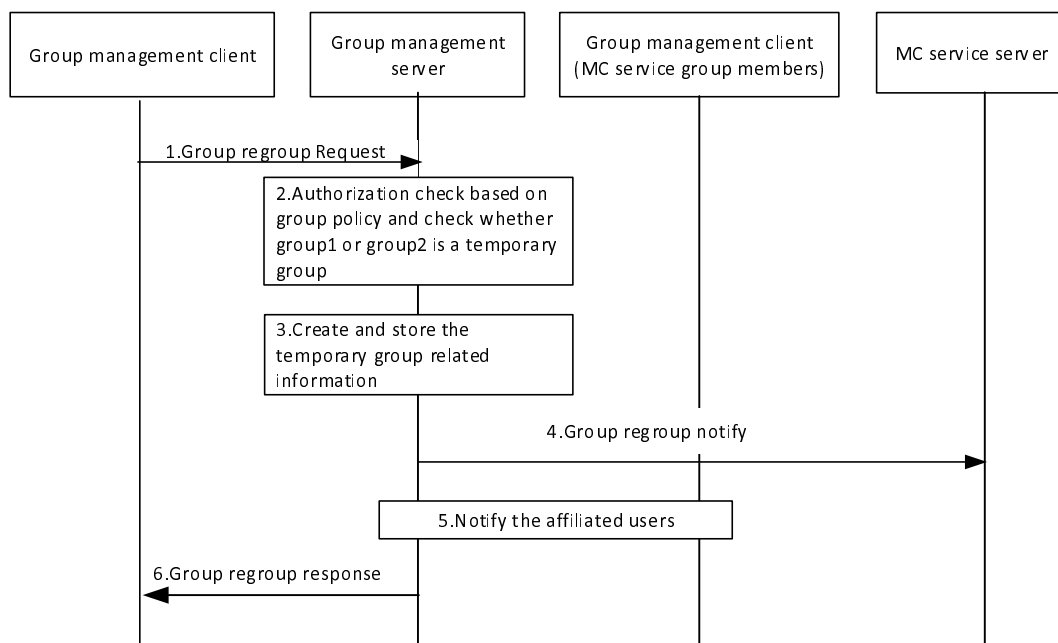 Group management client
Group management
server
Group management client
(MC service group members)
MC service server
1.Group regroup Request
2.Authorization check based on
group policy and check whether
group1 or group2 is a temporary
group
3.Create and store the
temporary group related
information
4.Group regroup notify
5.Notify the affiliated users
6.Group regroup response